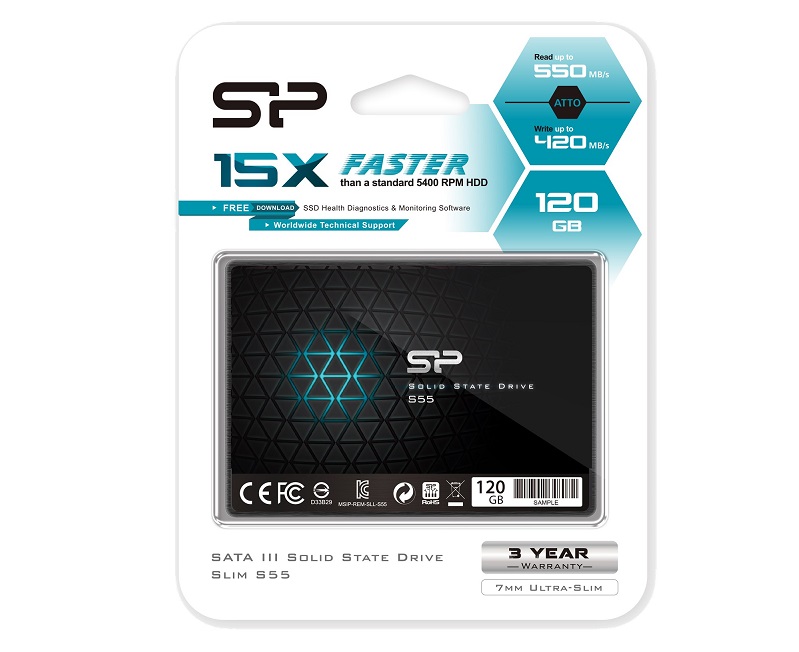 SP
Read up to
550 MB/s
ATTO
Write up to
420 MB/s
15X FASTER
than a standard 5400 RPM HDD
120
GB
FREE DOWNLOAD SSD Health Diagnostics & Monitoring Software
Worldwide Technical Support
SP
Solid State Drive
S55
CE FC
D33B29
MSIP-REM-SLL-S55
RoHS
120
GB
SAMPLE
SATA III Solid State Drive
Slim S55
3 YEAR
Warranty
7mm Ultra-Slim